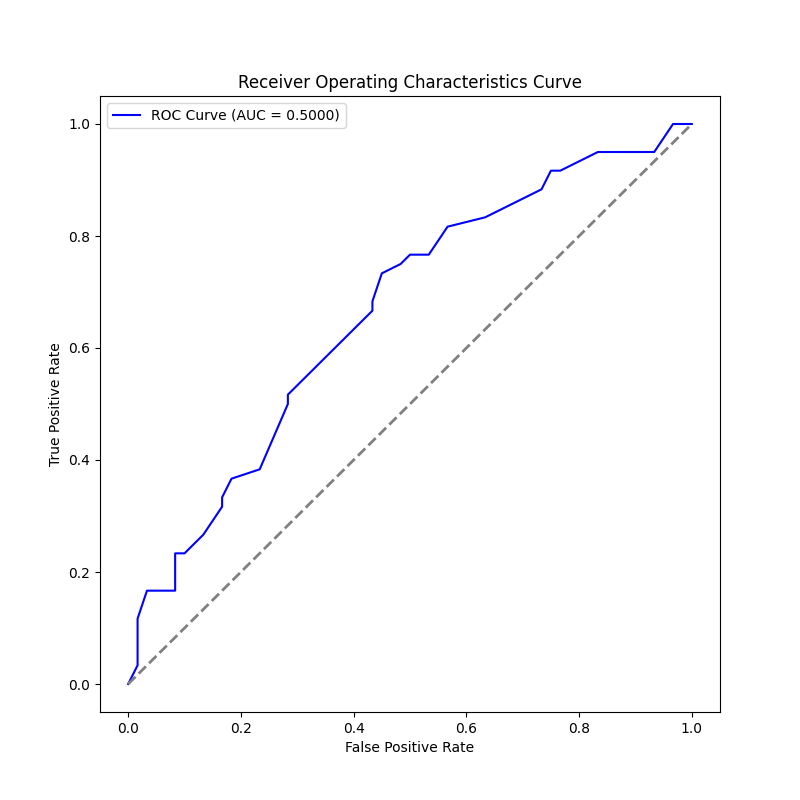 Receiver Operating Characteristics Curve
ROC Curve (AUC = 0.5000)
1.0
0.8
0.6
0.4
0.2
0.0
True Positive Rate
0.0 0.2 0.4 0.6 0.8 1.0
False Positive Rate